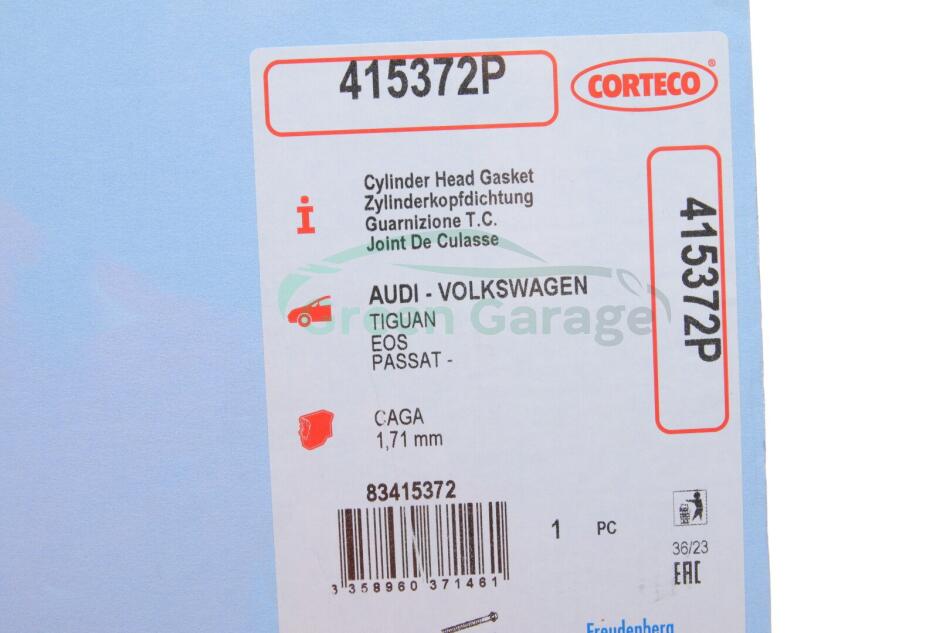 415372P
CORTECO®
415372P
Cylinder Head Gasket
Zylinderkopfdichtung
Guarnizione T.C.
Joint De Culasse
AUDI - VOLKSWAGEN
Green Garage
TIGUAN
EOS
PASSAT -
CAGA
1,71 mm
83415372
3 358960 371461
1 PC
36/23
EAC
Freudenberg